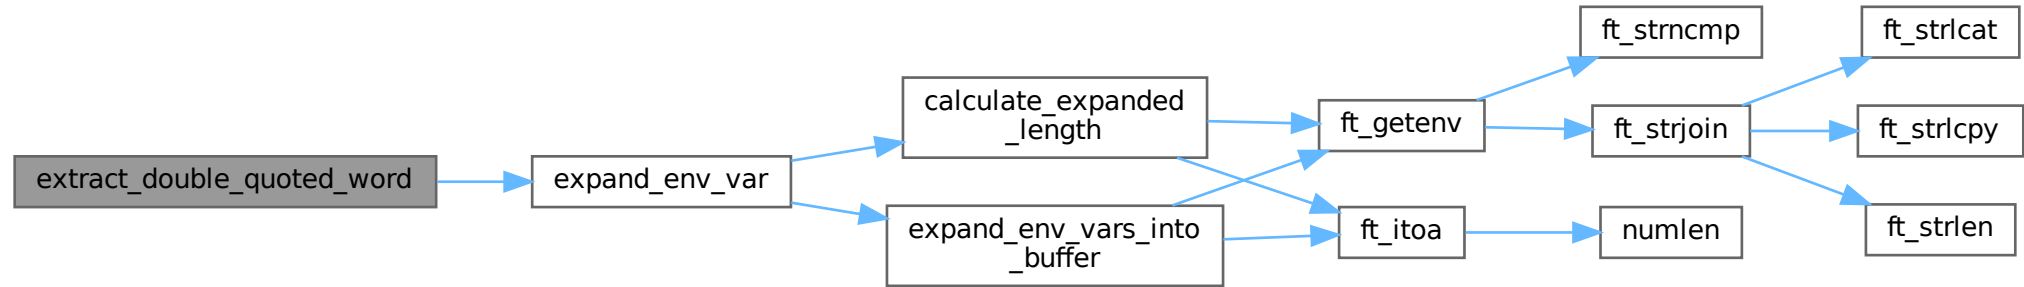 extract_double_quoted_word
expand_env_var
calculate_expanded
_length
expand_env_vars_into
_buffer
ft_getenv
ft_itoa
ft_strncmp
ft_strjoin
numlen
ft_strlcat
ft_strlcpy
ft_strlen